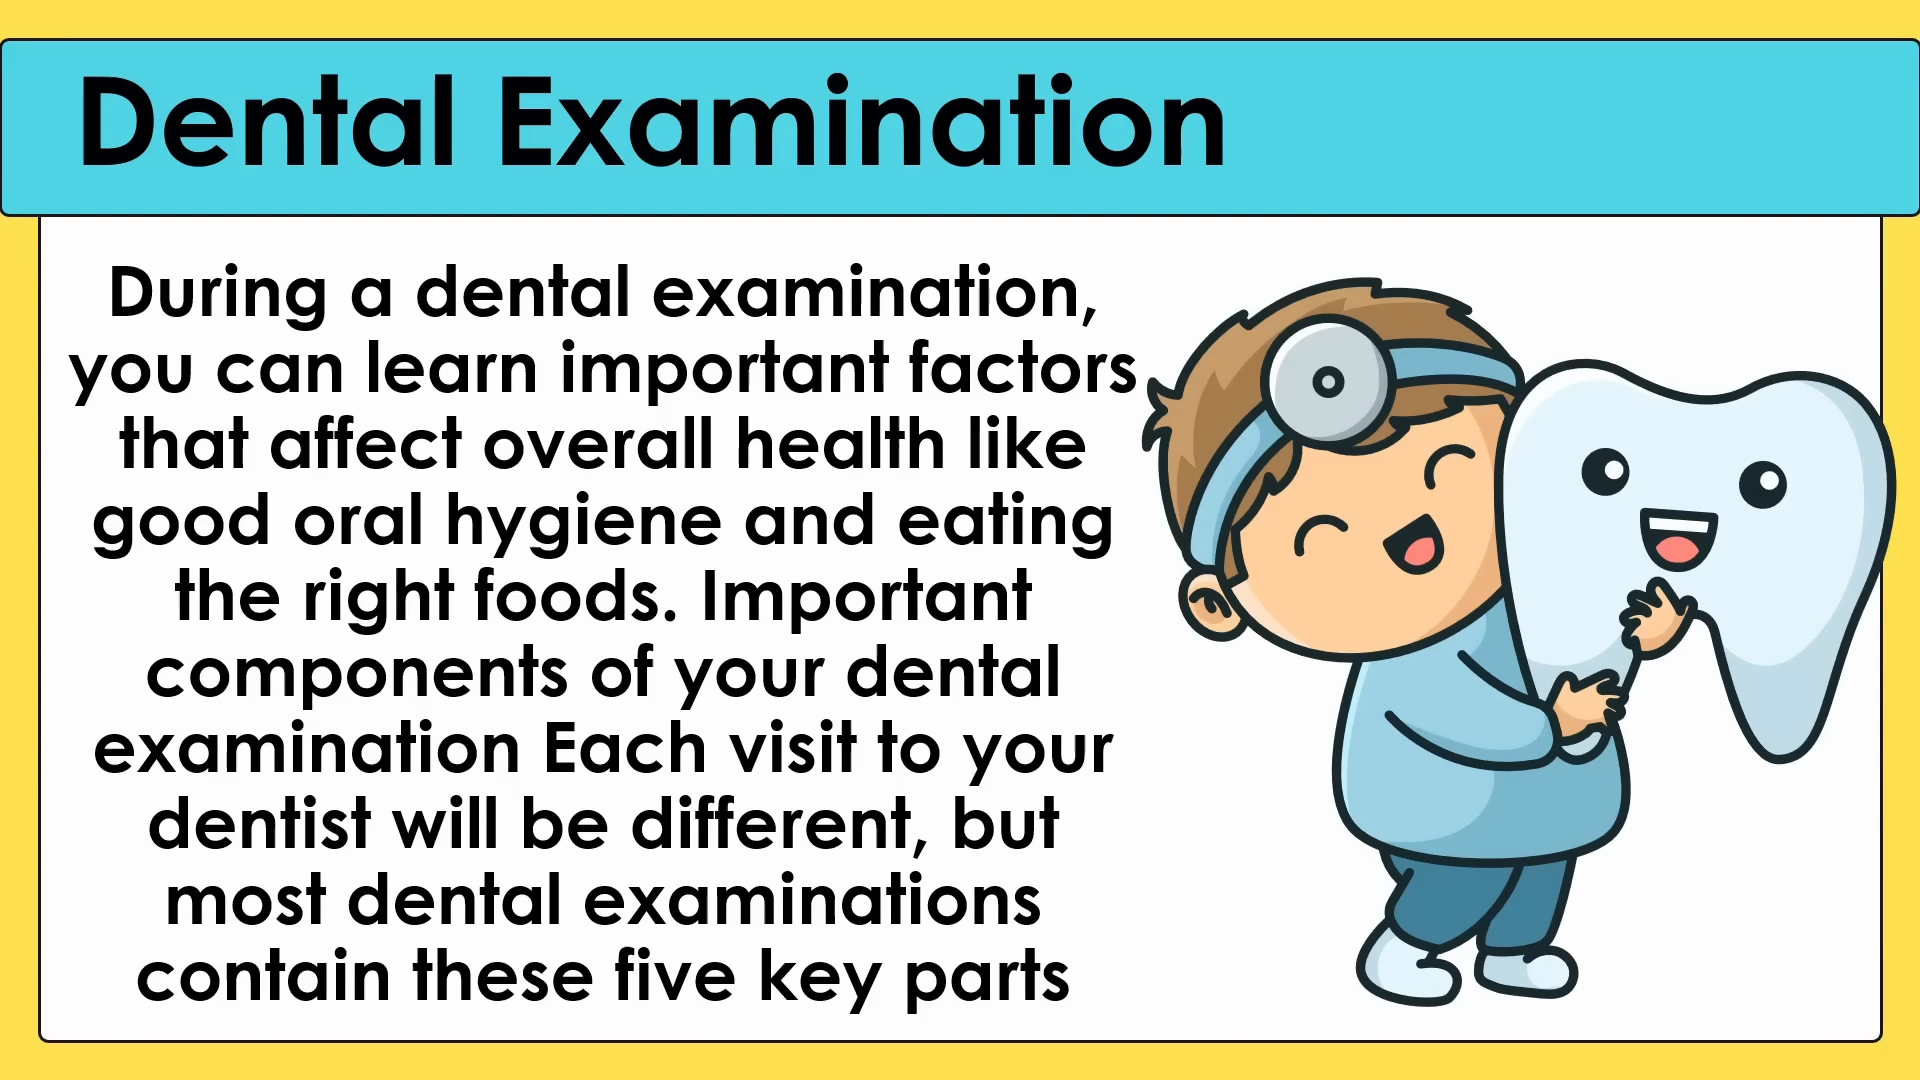 Dental Examination
During a dental examination,
you can learn important factors
that affect overall health like
good oral hygiene and eating
the right foods. Important
components of your dental
examination Each visit to your
dentist will be different, but
most dental examinations
contain these five key parts